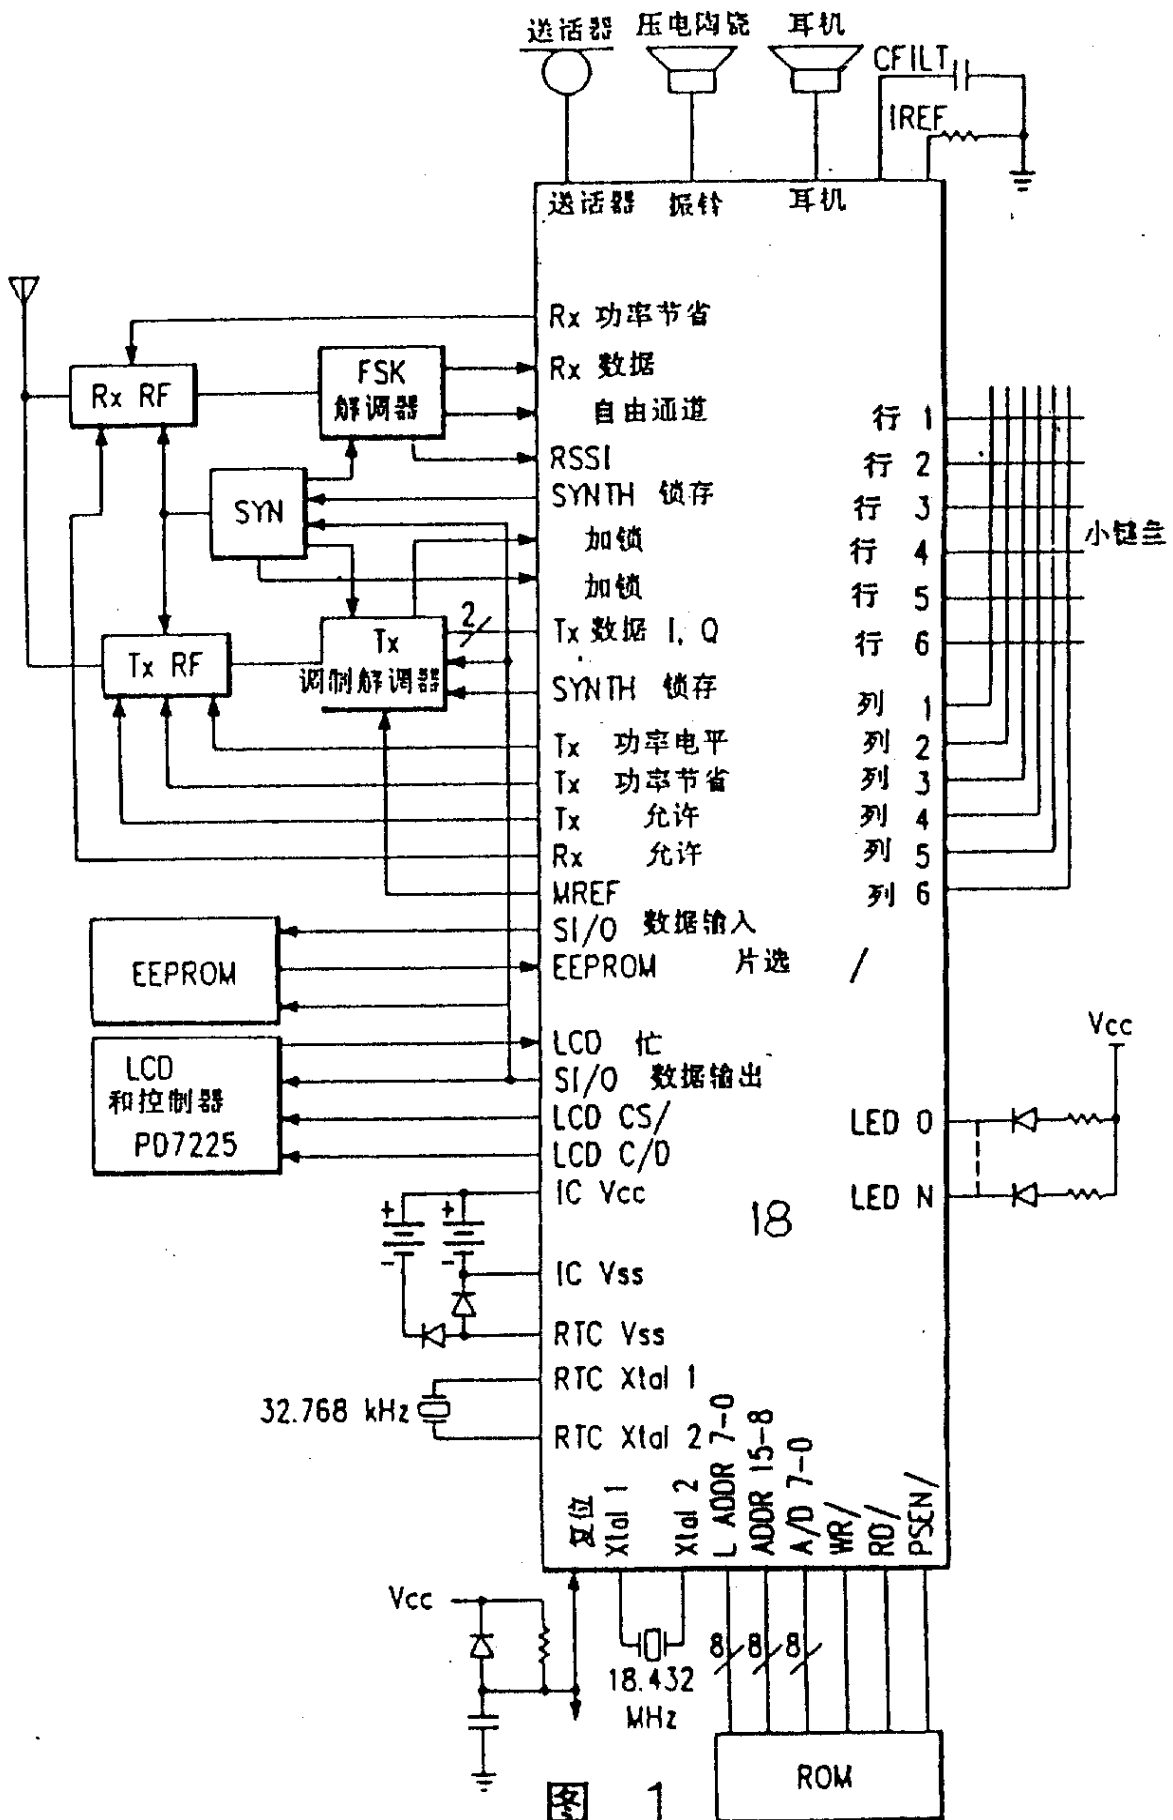 送话器 压电陶瓷 耳机
CFILT
IREF
送话器 振铃 耳机
Rx 功率节省
Rx RF
FSK
解调器
Rx 数据
自由通道
RSSI
SYN
SYNTH 锁存
加锁
加锁
Tx RF
Tx
调制解调器
2
Tx 数据 I, Q
SYNTH 锁存
Tx 功率电平
Tx 功率节省
Tx 允许
Rx 允许
MREF
行 1
行 2
行 3
行 4
行 5
行 6
小键盘
列 1
列 2
列 3
列 4
列 5
列 6
EEPROM
SI/O 数据输入
EEPROM 片选 /
LCD
和控制器
PD7225
LCD 忙
SI/O 数据输出
LCD CS/
LCD C/D
Vcc
LED 0
LED N
IC Vcc
18
+ +
- -
IC Vss
RTC Vss
RTC Xtal 1
32.768 kHz
RTC Xtal 2
复位
Xtal 1
Xtal 2
L ADDR 7-0
ADDR 15-8
A/D 7-0
WR/
RD/
PSEN/
Vcc
18.432
MHz
8 8 8
ROM
图 1